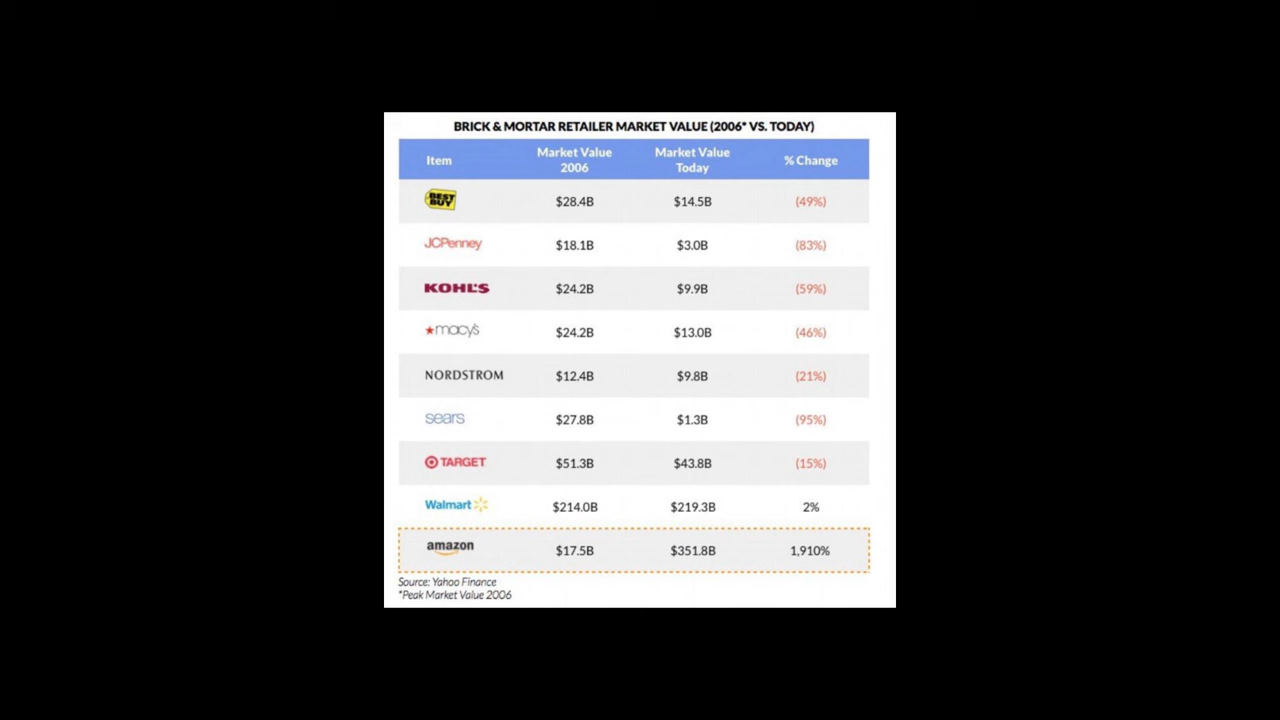 BRICK & MORTAR RETAILER MARKET VALUE (2006* VS. TODAY)
Item Market Value 2006 Market Value Today % Change
BEST BUY $28.4B $14.5B (49%)
JCPenney $18.1B $3.0B (83%)
KOHL'S $24.2B $9.9B (59%)
macy's $24.2B $13.0B (46%)
NORDSTROM $12.4B $9.8B (21%)
sears $27.8B $1.3B (95%)
TARGET $51.3B $43.8B (15%)
Walmart $214.0B $219.3B 2%
amazon $17.5B $351.8B 1,910%
Source: Yahoo Finance
*Peak Market Value 2006